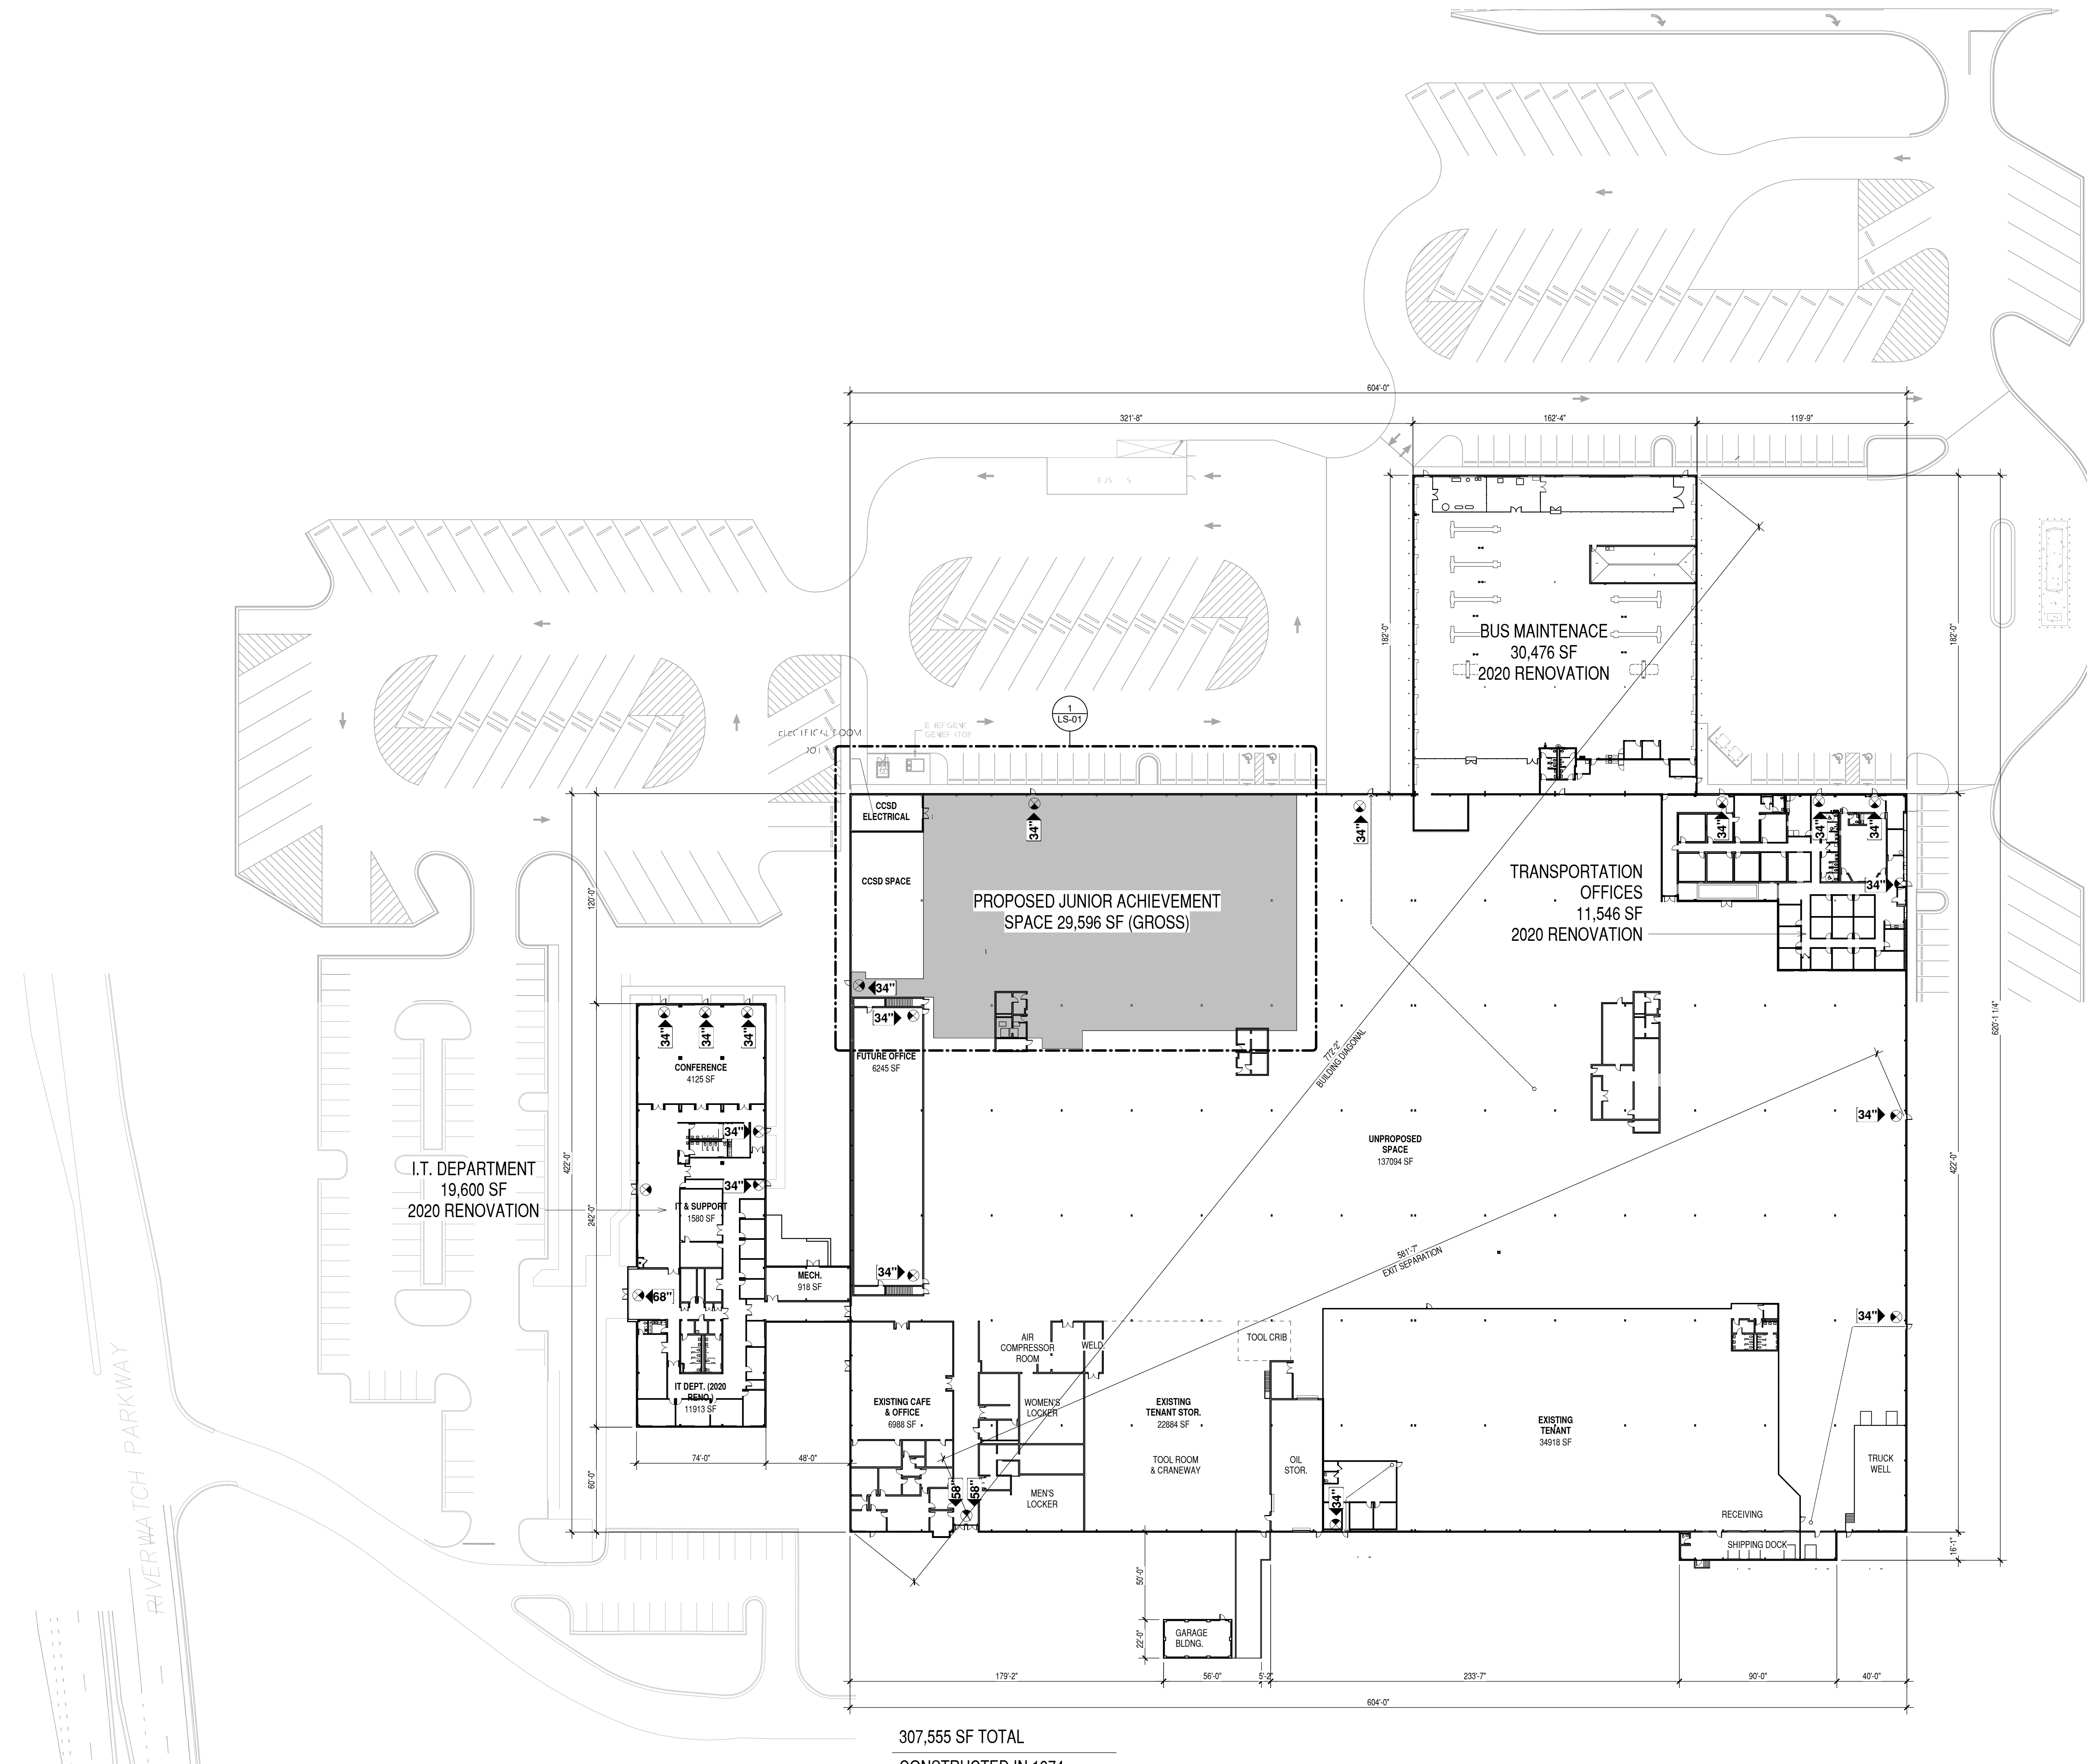 604'-0"
321'-8"
162'-4"
119'-9"
182'-0"
BUS MAINTENACE
30,476 SF
2020 RENOVATION
182'-0"
620'-1 1/4"
1
LS-01
GENERATOR
CCSD
ELECTRICAL
34"
34"
34"
34"
34"
34"
CCSD SPACE
PROPOSED JUNIOR ACHIEVEMENT
SPACE 29,596 SF (GROSS)
TRANSPORTATION
OFFICES
11,546 SF
2020 RENOVATION
120'-0"
34"
34"
34"
34"
34"
CONFERENCE
4125 SF
FUTURE OFFICE
6245 SF
772'-2"
BUILDING DIAGONAL
34"
34"
UNPROPOSED
SPACE
137094 SF
422'-0"
422'-0"
I.T. DEPARTMENT
19,600 SF
2020 RENOVATION
34"
IT & SUPPORT
1580 SF
242'-0"
581'-7"
EXIT SEPARATION
MECH.
918 SF
34"
68"
34"
AIR
COMPRESSOR
ROOM
WELD.
TOOL CRIB
IT DEPT. (2020
RENO.)
11913 SF
EXISTING CAFE
& OFFICE
6988 SF
WOMEN'S
LOCKER
EXISTING
TENANT STOR.
22884 SF
EXISTING
TENANT
34918 SF
74'-0"
48'-0"
60'-0"
TOOL ROOM
& CRANEWAY
OIL
STOR.
TRUCK
WELL
58"
58"
MEN'S
LOCKER
34"
RECEIVING
SHIPPING DOCK
16'-1"
RIVERWATCH PARKWAY
50'-0"
22'-0"
GARAGE
BLDNG.
179'-2"
56'-0"
5'-2"
233'-7"
90'-0"
40'-0"
604'-0"
307,555 SF TOTAL
CONSTRUCTED IN 1974